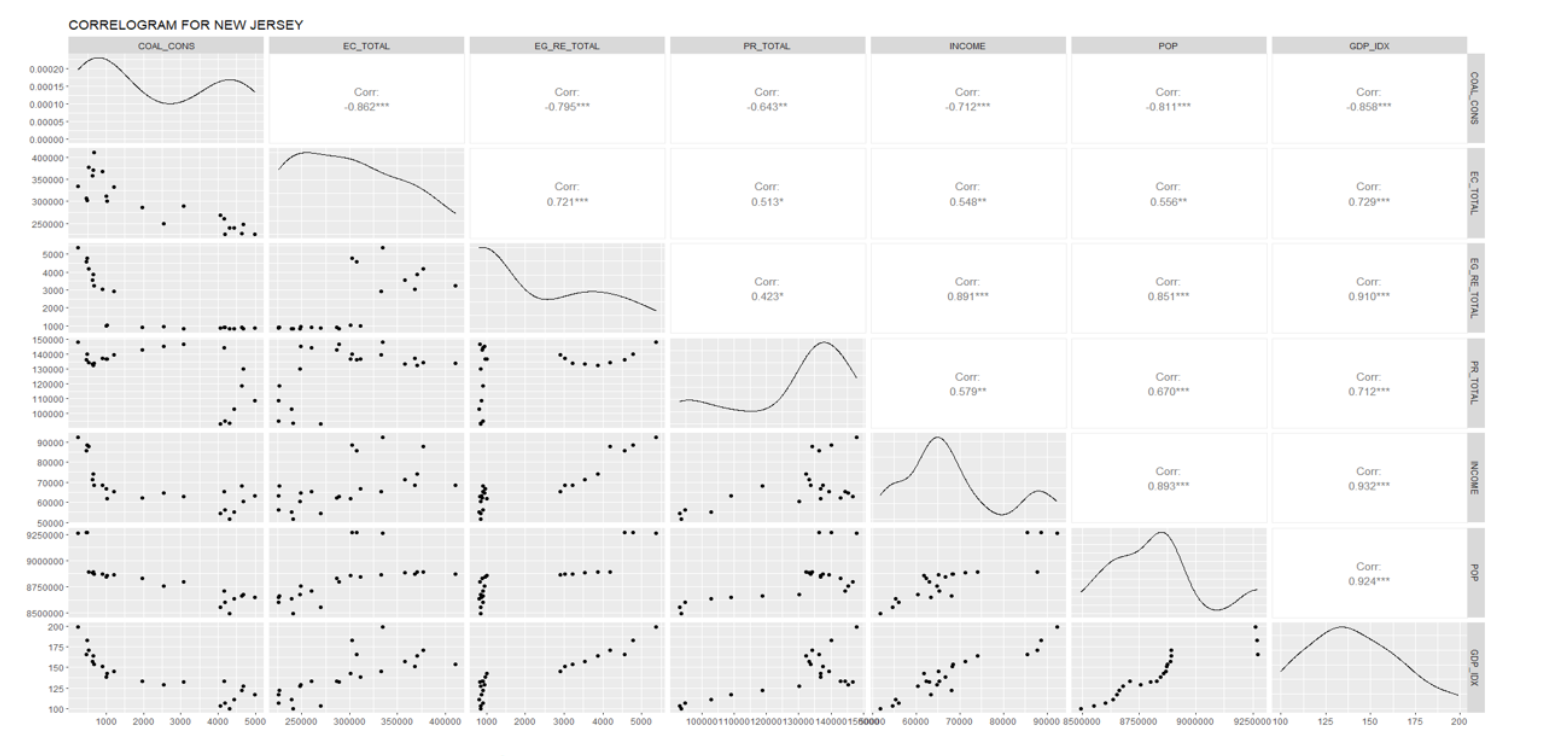 CORRELOGRAM FOR NEW JERSEY
COAL_CONS EC_TOTAL EG_RE_TOTAL PR_TOTAL INCOME POP GDP_IDX
0.00020
0.00015
0.00010
0.00005
0.00000
Corr:
-0.862***
Corr:
-0.795***
Corr:
-0.643**
Corr:
-0.712***
Corr:
-0.811***
Corr:
-0.858***
COAL_CONS
400000
350000
300000
250000
Corr:
0.721***
Corr:
0.513*
Corr:
0.548**
Corr:
0.556**
Corr:
0.729***
EC_TOTAL
5000
4000
3000
2000
1000
Corr:
0.423*
Corr:
0.891***
Corr:
0.851***
Corr:
0.910***
EG_RE_TOTAL
150000
140000
130000
120000
110000
100000
Corr:
0.579**
Corr:
0.670***
Corr:
0.712***
PR_TOTAL
90000
80000
70000
60000
50000
Corr:
0.893***
Corr:
0.932***
INCOME
9250000
9000000
8750000
8500000
Corr:
0.924***
POP
200
175
150
125
100
GDP_IDX
1000 2000 3000 4000 5000 250000 300000 350000 400000 1000 2000 3000 4000 5000 100000 110000 120000 130000 140000 60000 70000 80000 90000 8500000 8750000 9000000 9250000 100 125 150 175 200